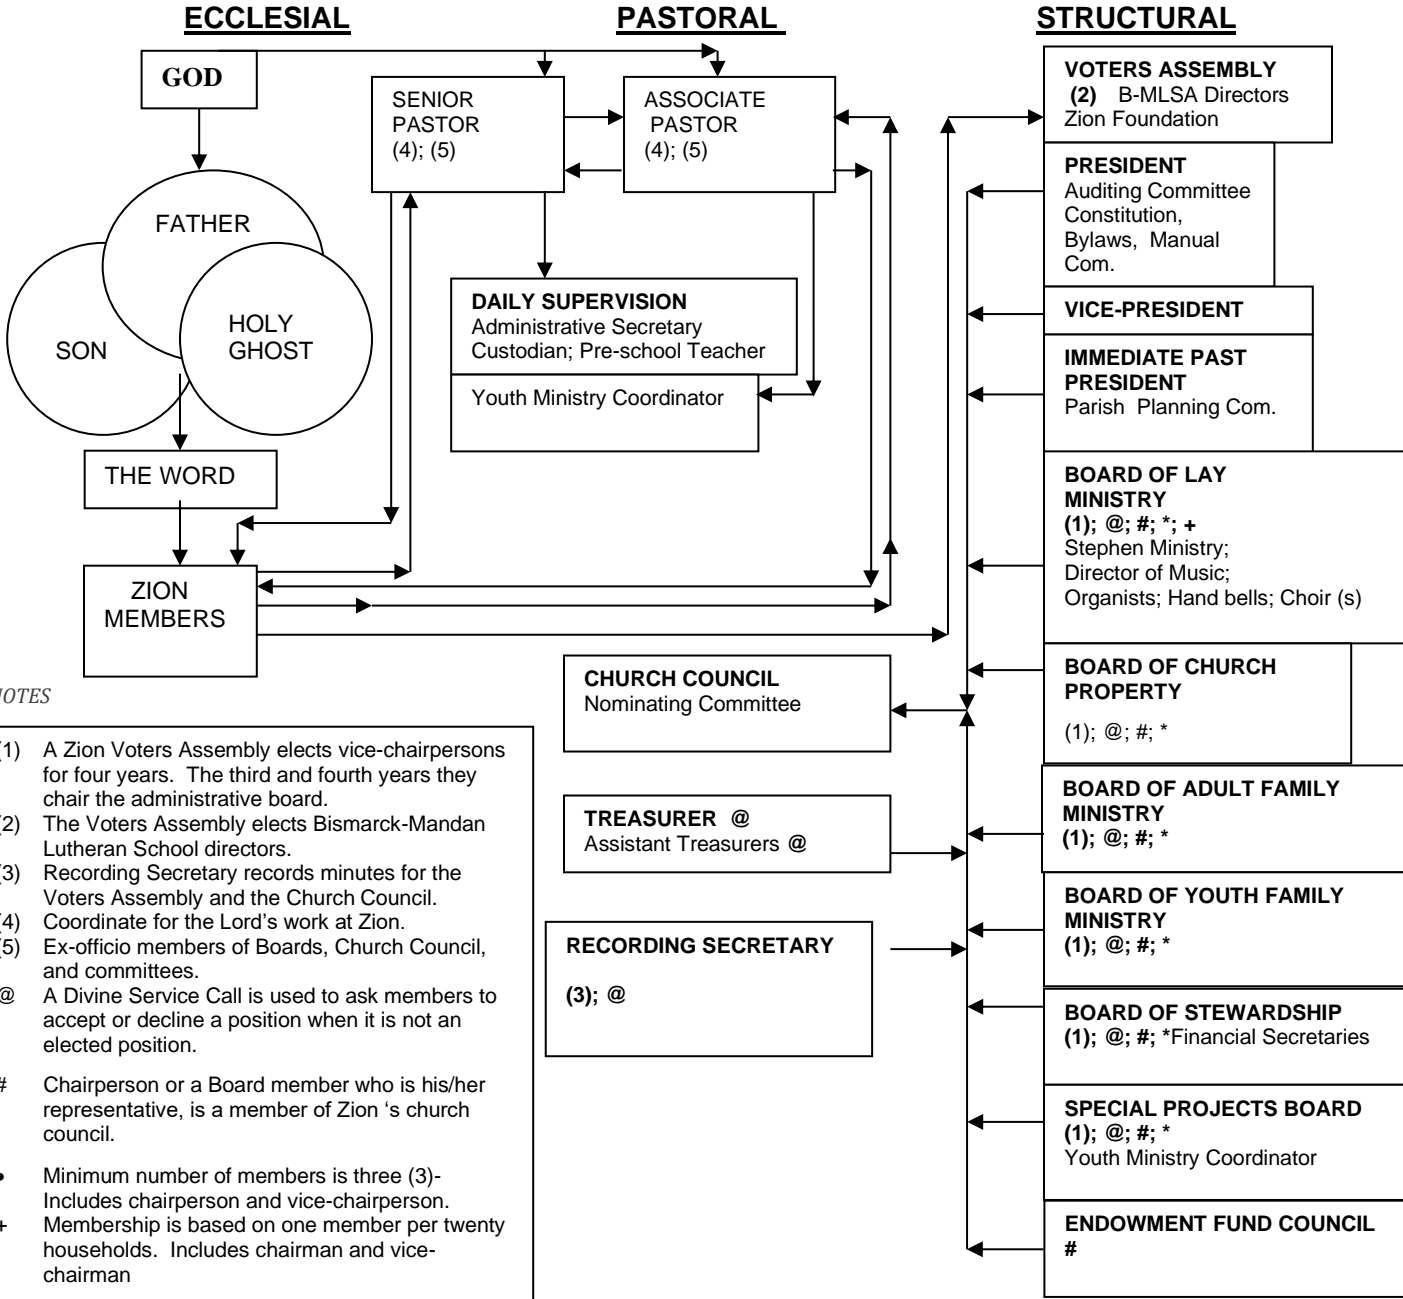 ECCLESIAL
PASTORAL
STRUCTURAL
GOD
FATHER
SON
HOLY
GHOST
THE WORD
ZION
MEMBERS
SENIOR
PASTOR
(4); (5)
ASSOCIATE
PASTOR
(4); (5)
DAILY SUPERVISION
Administrative Secretary
Custodian; Pre-school Teacher
Youth Ministry Coordinator
CHURCH COUNCIL
Nominating Committee
TREASURER @
Assistant Treasurers @
RECORDING SECRETARY
(3); @
VOTERS ASSEMBLY
(2) B-MLSA Directors
Zion Foundation
PRESIDENT
Auditing Committee
Constitution,
Bylaws, Manual
Com.
VICE-PRESIDENT
IMMEDIATE PAST
PRESIDENT
Parish Planning Com.
BOARD OF LAY
MINISTRY
(1); @; #; *; +
Stephen Ministry;
Director of Music;
Organists; Hand bells; Choir (s)
BOARD OF CHURCH
PROPERTY
(1); @; #; *
BOARD OF ADULT FAMILY
MINISTRY
(1); @; #; *
BOARD OF YOUTH FAMILY
MINISTRY
(1); @; #; *
BOARD OF STEWARDSHIP
(1); @; #; *Financial Secretaries
SPECIAL PROJECTS BOARD
(1); @; #; *
Youth Ministry Coordinator
ENDOWMENT FUND COUNCIL
#
NOTES
(1) A Zion Voters Assembly elects vice-chairpersons
for four years. The third and fourth years they
chair the administrative board.
(2) The Voters Assembly elects Bismarck-Mandan
Lutheran School directors.
(3) Recording Secretary records minutes for the
Voters Assembly and the Church Council.
(4) Coordinate for the Lord’s work at Zion.
(5) Ex-officio members of Boards, Church Council,
and committees.
@ A Divine Service Call is used to ask members to
accept or decline a position when it is not an
elected position.
# Chairperson or a Board member who is his/her
representative, is a member of Zion ‘s church
council.
• Minimum number of members is three (3)-
Includes chairperson and vice-chairperson.
+ Membership is based on one member per twenty
households. Includes chairman and vice-
chairman